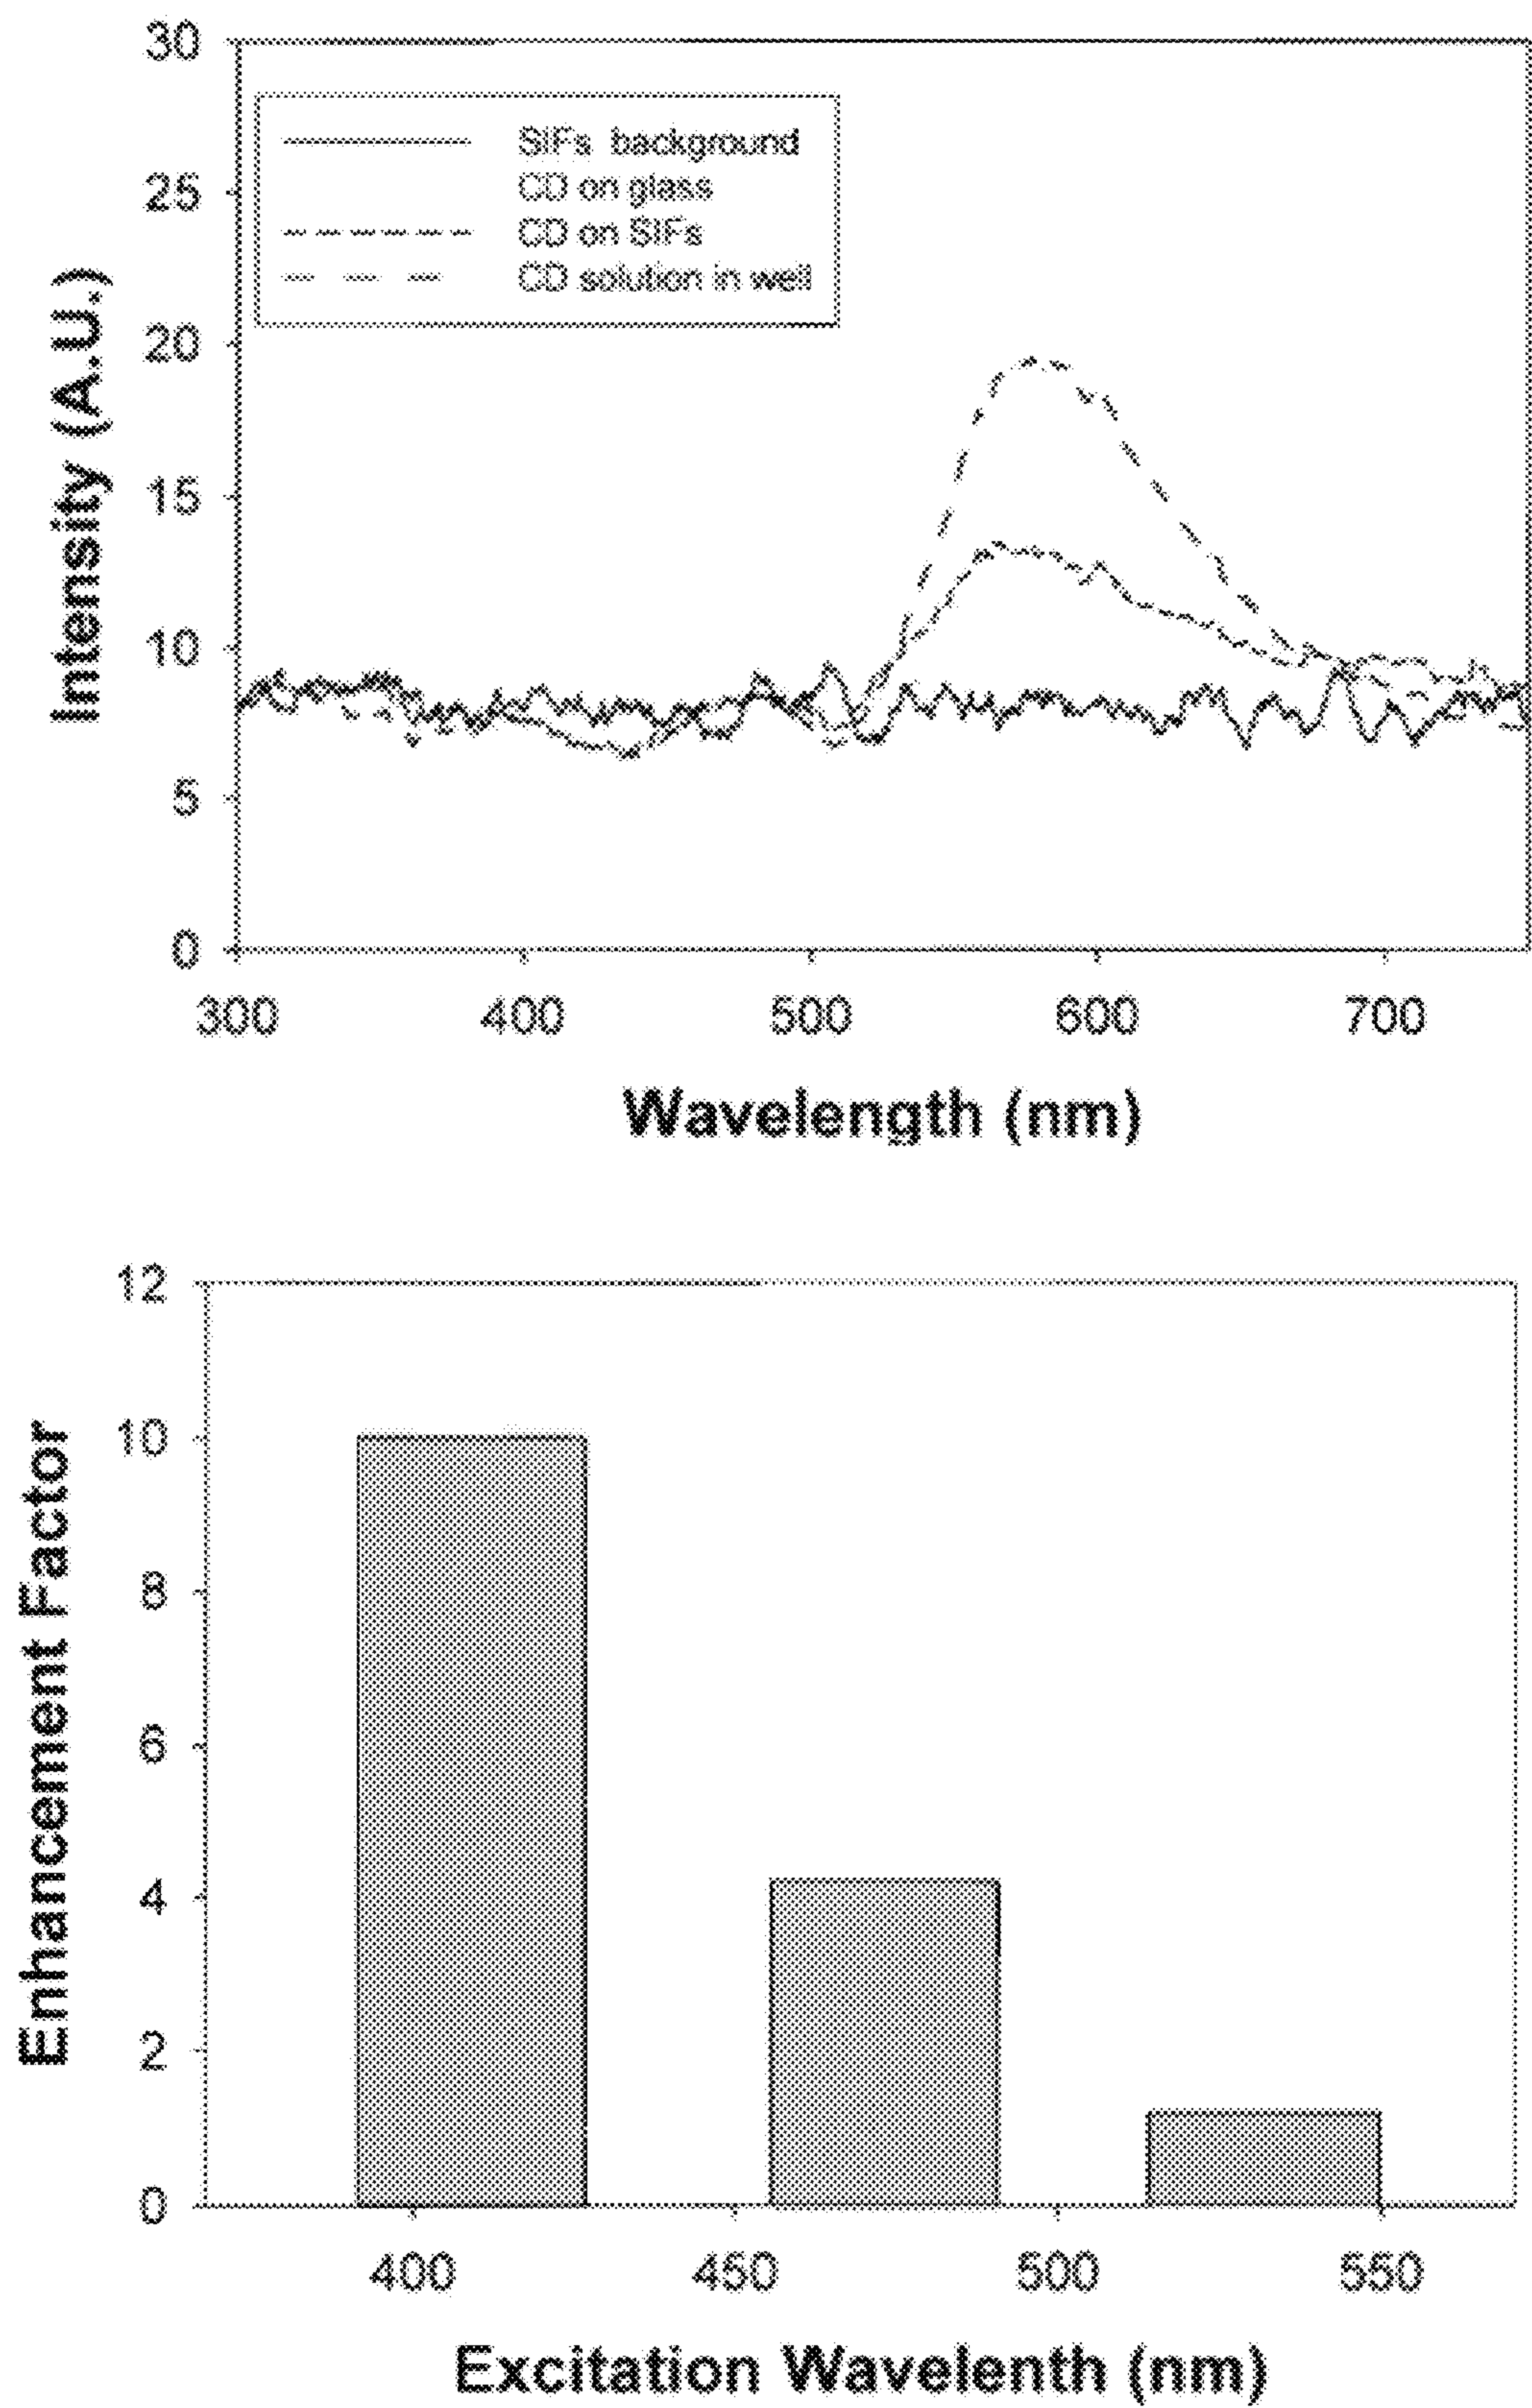 30
25
20
15
10
5
0
Intensity (A.U.)
SiFs background
CD on glass
CD on SiFs
CD solution in well
300 400 500 600 700
Wavelength (nm)
12
10
8
6
4
2
0
Enhancement Factor
400 450 500 550
Excitation Wavelenth (nm)